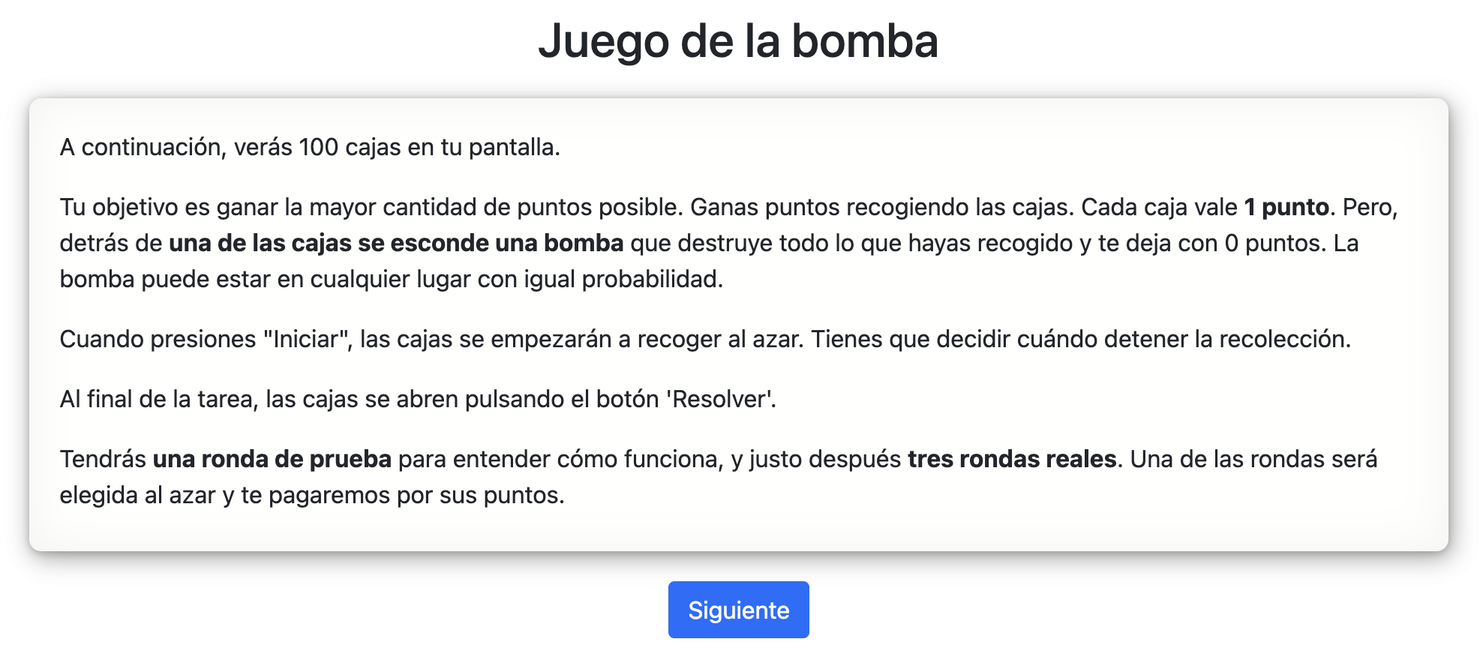 Juego de la bomba
A continuación, verás 100 cajas en tu pantalla.
Tu objetivo es ganar la mayor cantidad de puntos posible. Ganas puntos recogiendo las cajas. Cada caja vale 1 punto. Pero,
detrás de una de las cajas se esconde una bomba que destruye todo lo que hayas recogido y te deja con 0 puntos. La
bomba puede estar en cualquier lugar con igual probabilidad.
Cuando presiones "Iniciar", las cajas se empezarán a recoger al azar. Tienes que decidir cuándo detener la recolección.
Al final de la tarea, las cajas se abren pulsando el botón 'Resolver'.
Tendrás una ronda de prueba para entender cómo funciona, y justo después tres rondas reales. Una de las rondas será
elegida al azar y te pagaremos por sus puntos.
Siguiente